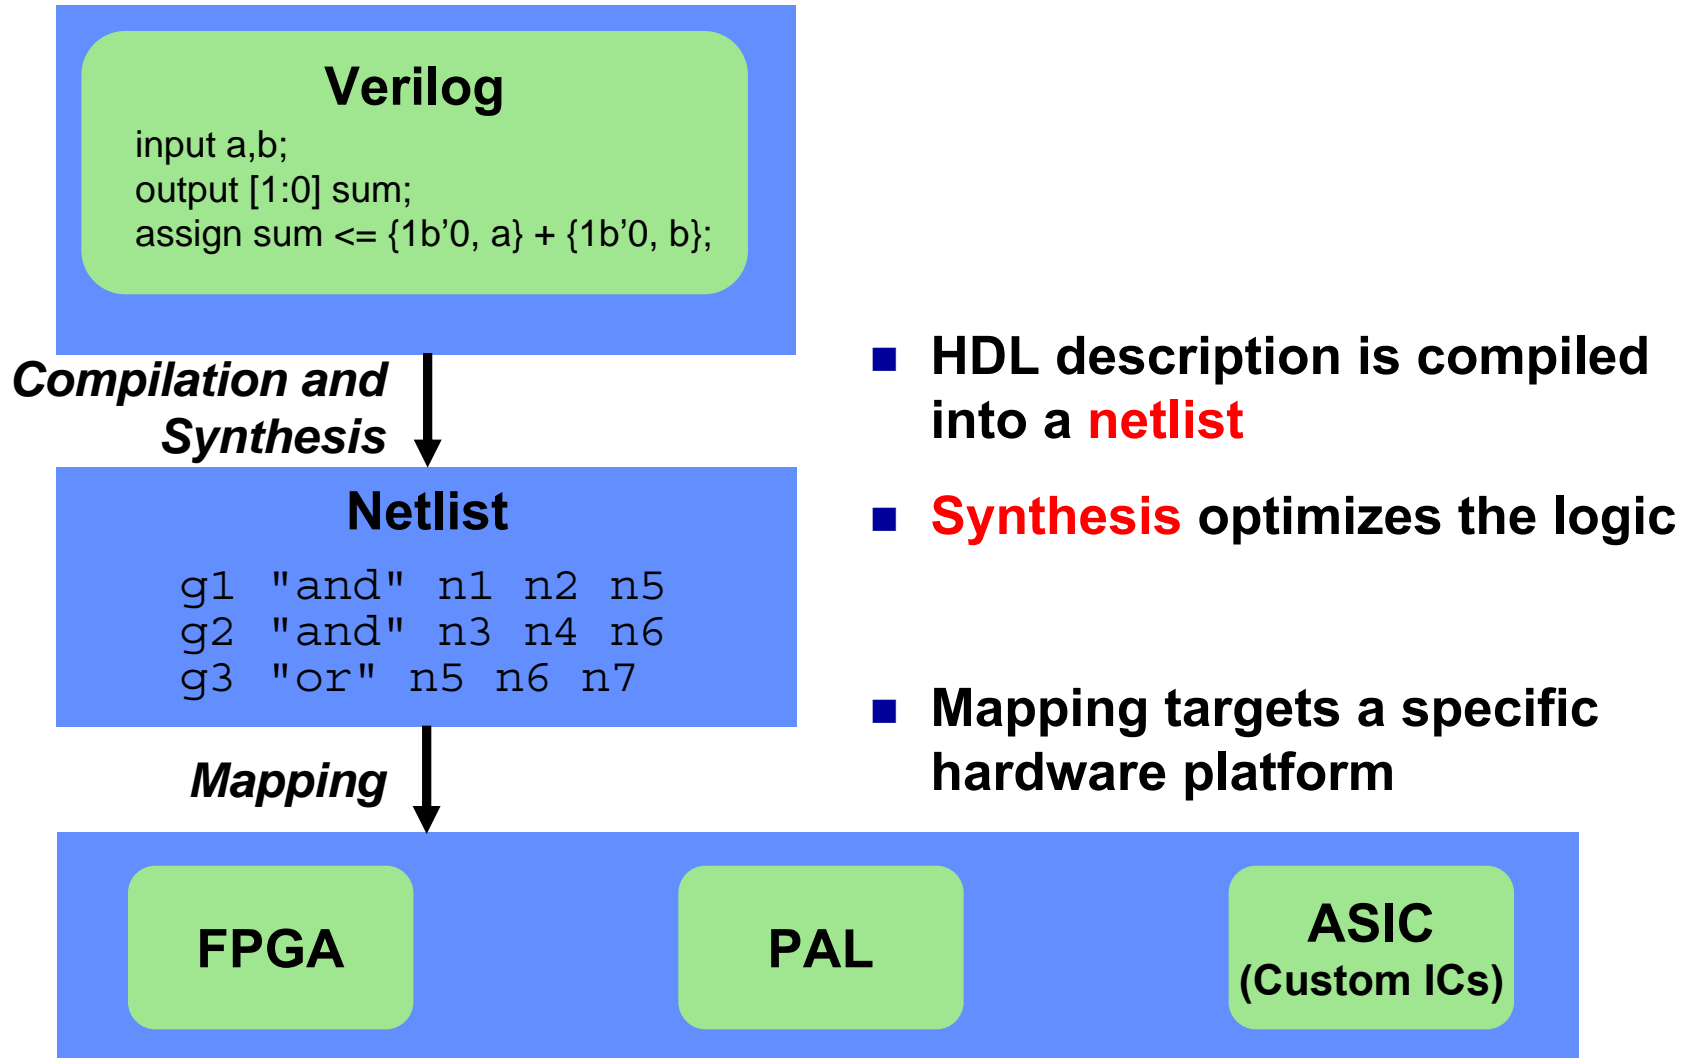 Verilog
input a,b;
output [1:0] sum;
assign sum <= {1b’0, a} + {1b’0, b};
Compilation and
Synthesis
Netlist
g1 "and" n1 n2 n5
g2 "and" n3 n4 n6
g3 "or" n5 n6 n7
Mapping
HDL description is compiled
into a netlist
Synthesis optimizes the logic
Mapping targets a specific
hardware platform
FPGA
PAL
ASIC
(Custom ICs)